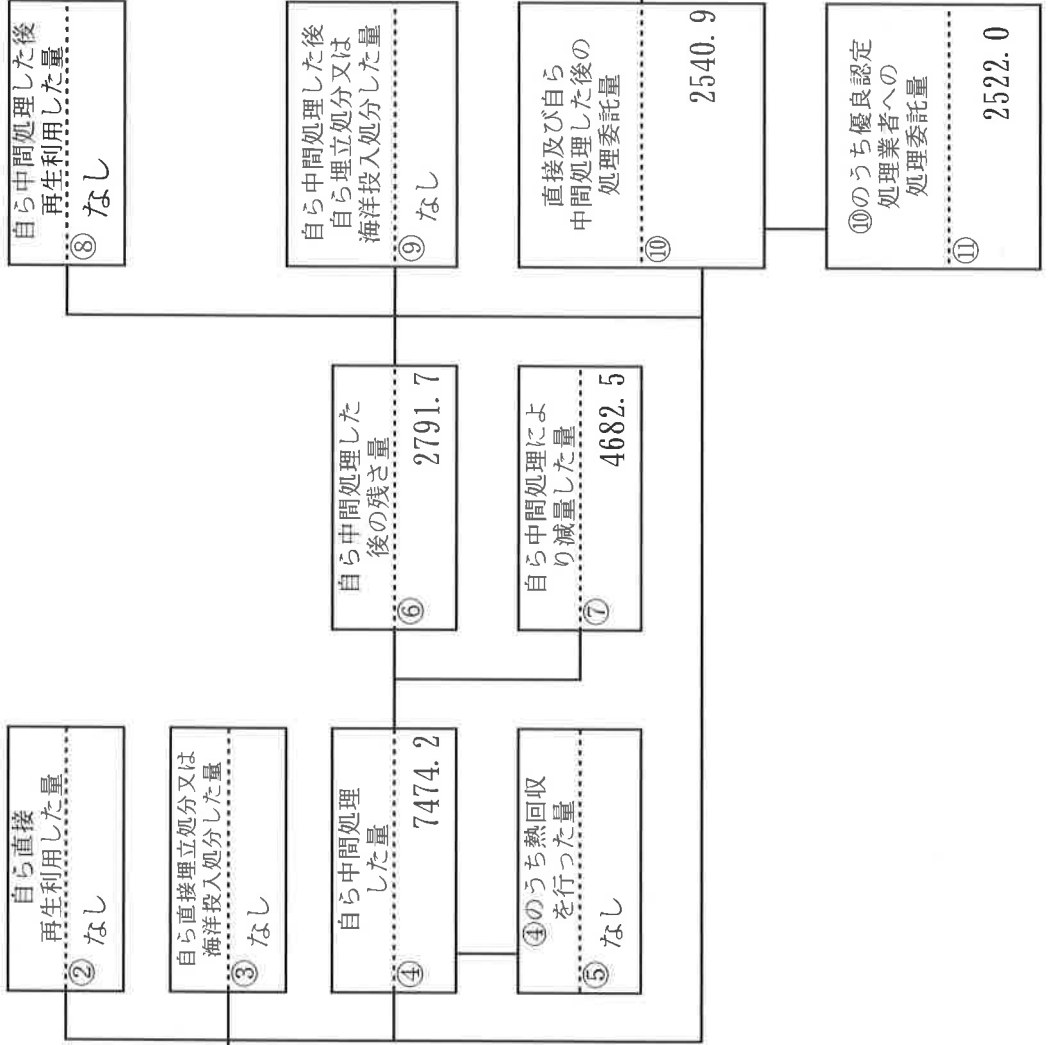 自ら直接
再生利用した量
②
なし
自ら直接埋立処分又は
海洋投入処分した量
③
なし
自ら中間処理
した量
④
7474.2
④のうち熱回収
を行った量
⑤
なし
自ら中間処理した
後の残さ量
⑥
2791.7
自ら中間処理によ
り減量した量
⑦
4682.5
自ら中間処理した後
再生利用した量
⑧
なし
自ら中間処理した後
自ら埋立処分又は
海洋投入処分した量
⑨
なし
直接及び自ら
中間処理した後の
処理委託量
⑩
2540.9
⑩のうち優良認定
処理業者への
処理委託量
⑪
2522.0